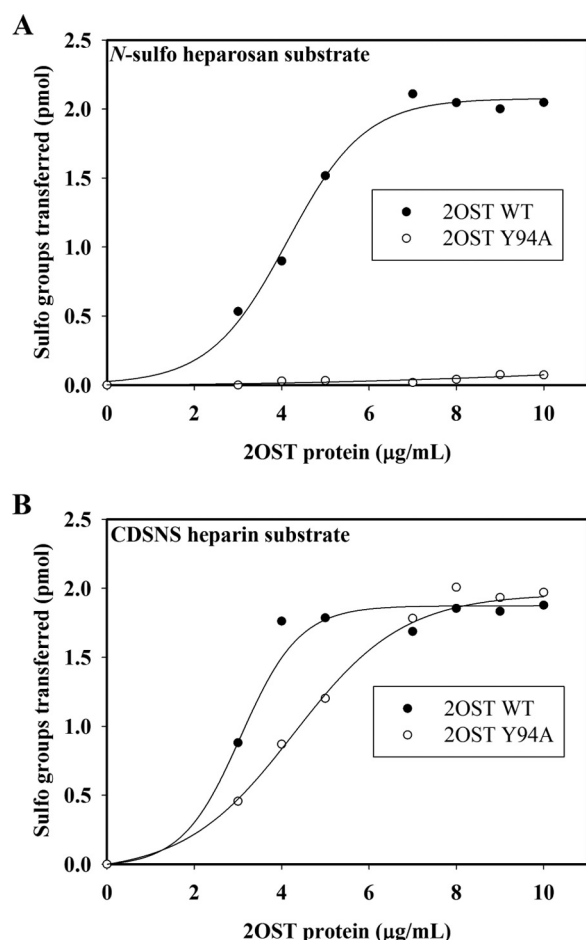 A
N-sulfo heparosan substrate
2.5
2.0
1.5
1.0
0.5
0.0
Sulfo groups transferred (pmol)
2OST WT
2OST Y94A
0 2 4 6 8 10
2OST protein (μg/mL)
B
CDSNS heparin substrate
2.5
2.0
1.5
1.0
0.5
0.0
Sulfo groups transferred (pmol)
2OST WT
2OST Y94A
0 2 4 6 8 10
2OST protein (μg/mL)